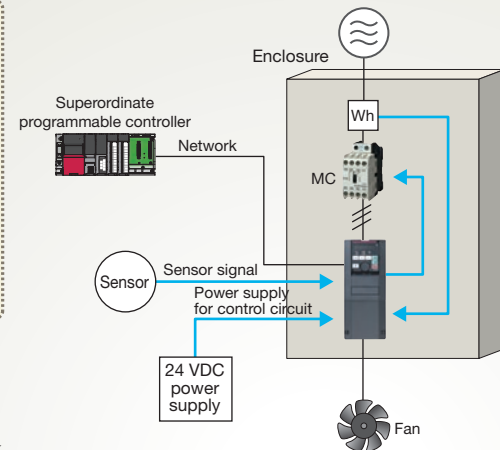 Enclosure
Superordinate
programmable controller
Network
Wh
MC
Sensor
Sensor signal
Power supply
for control circuit
24 VDC
power
supply
Fan